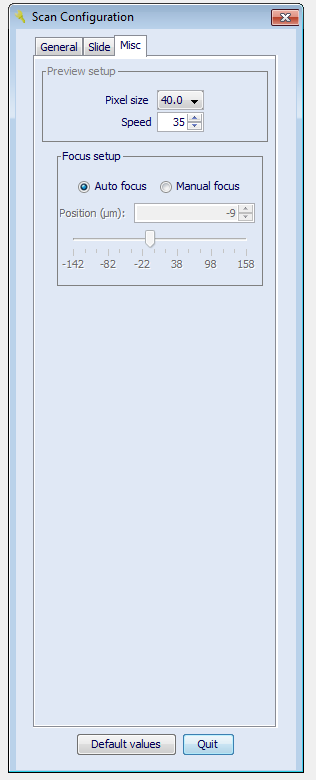 Scan Configuration
General Slide Misc
Preview setup
Pixel size 40.0
Speed 35
Focus setup
Auto focus Manual focus
Position (µm): -9
-142 -82 -22 38 98 158
Default values Quit